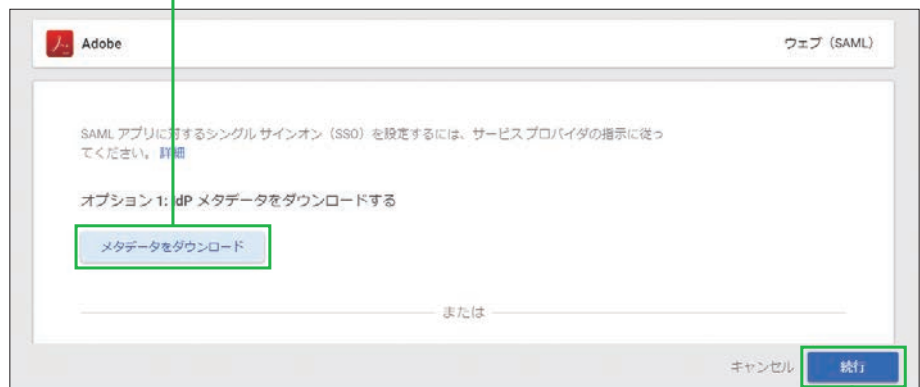 Adobe
ウェブ（SAML）
SAML アプリに対するシングル サインオン（SSO）を設定するには、サービス プロバイダの指示に従っ
てください。 詳細
オプション 1: IdP メタデータをダウンロードする
メタデータをダウンロード
または
キャンセル
続行